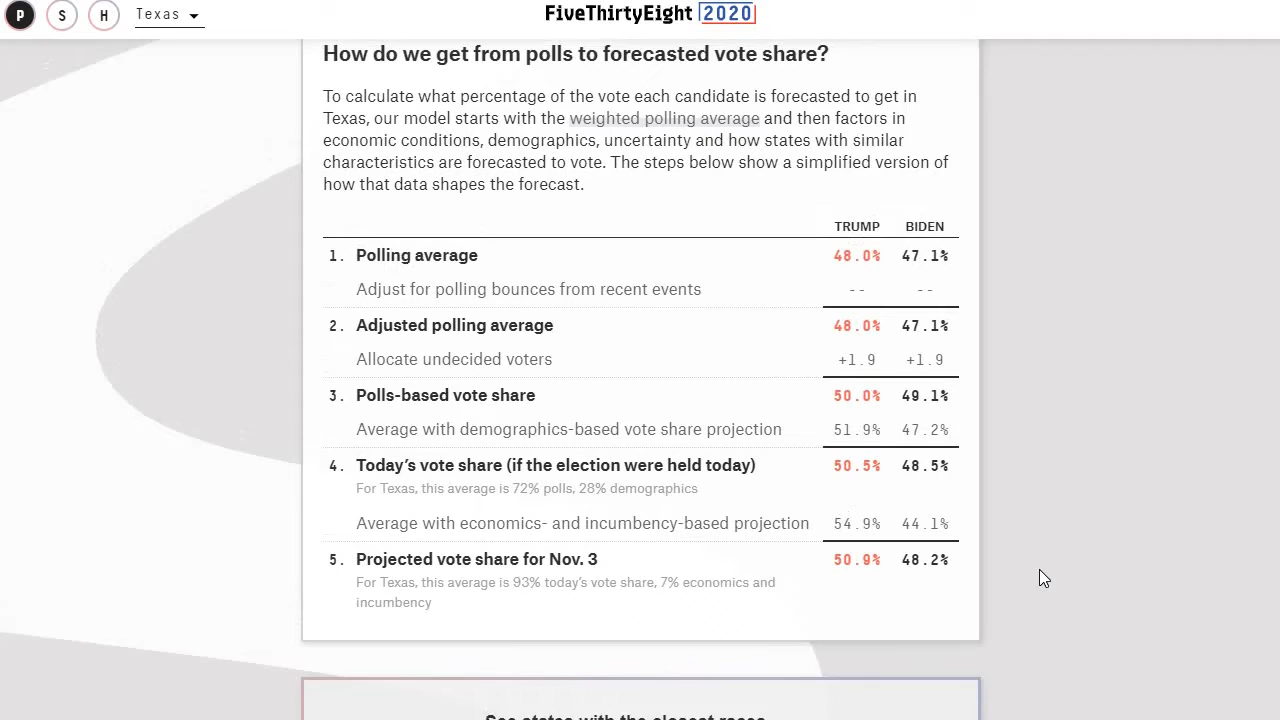 P S H Texas FiveThirtyEight 2020
How do we get from polls to forecasted vote share?
To calculate what percentage of the vote each candidate is forecasted to get in
Texas, our model starts with the weighted polling average and then factors in
economic conditions, demographics, uncertainty and how states with similar
characteristics are forecasted to vote. The steps below show a simplified version of
how that data shapes the forecast.
TRUMP BIDEN
1. Polling average 48.0% 47.1%
Adjust for polling bounces from recent events -- --
2. Adjusted polling average 48.0% 47.1%
Allocate undecided voters +1.9 +1.9
3. Polls-based vote share 50.0% 49.1%
Average with demographics-based vote share projection 51.9% 47.2%
4. Today's vote share (if the election were held today) 50.5% 48.5%
For Texas, this average is 72% polls, 28% demographics
Average with economics- and incumbency-based projection 54.9% 44.1%
5. Projected vote share for Nov. 3 50.9% 48.2%
For Texas, this average is 93% today's vote share, 7% economics and
incumbency
See states with the closest races